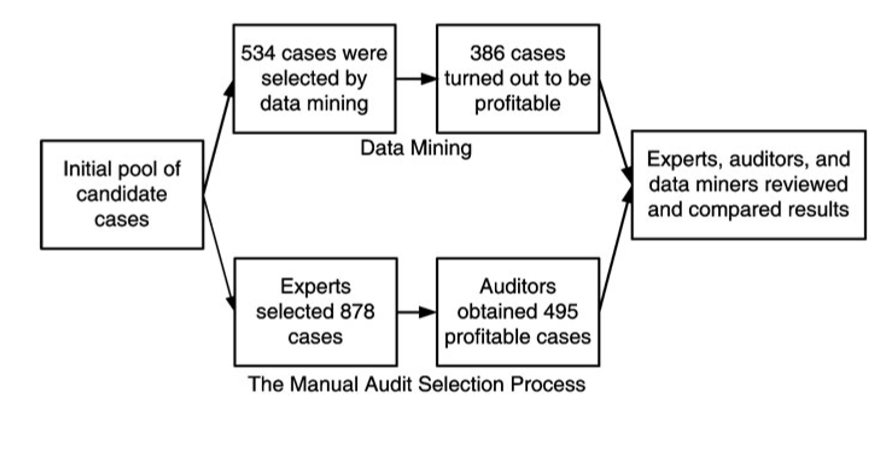 Initial pool of
candidate
cases
534 cases were
selected by
data mining
386 cases
turned out to be
profitable
Data Mining
Experts
selected 878
cases
Auditors
obtained 495
profitable cases
The Manual Audit Selection Process
Experts, auditors, and
data miners reviewed
and compared results